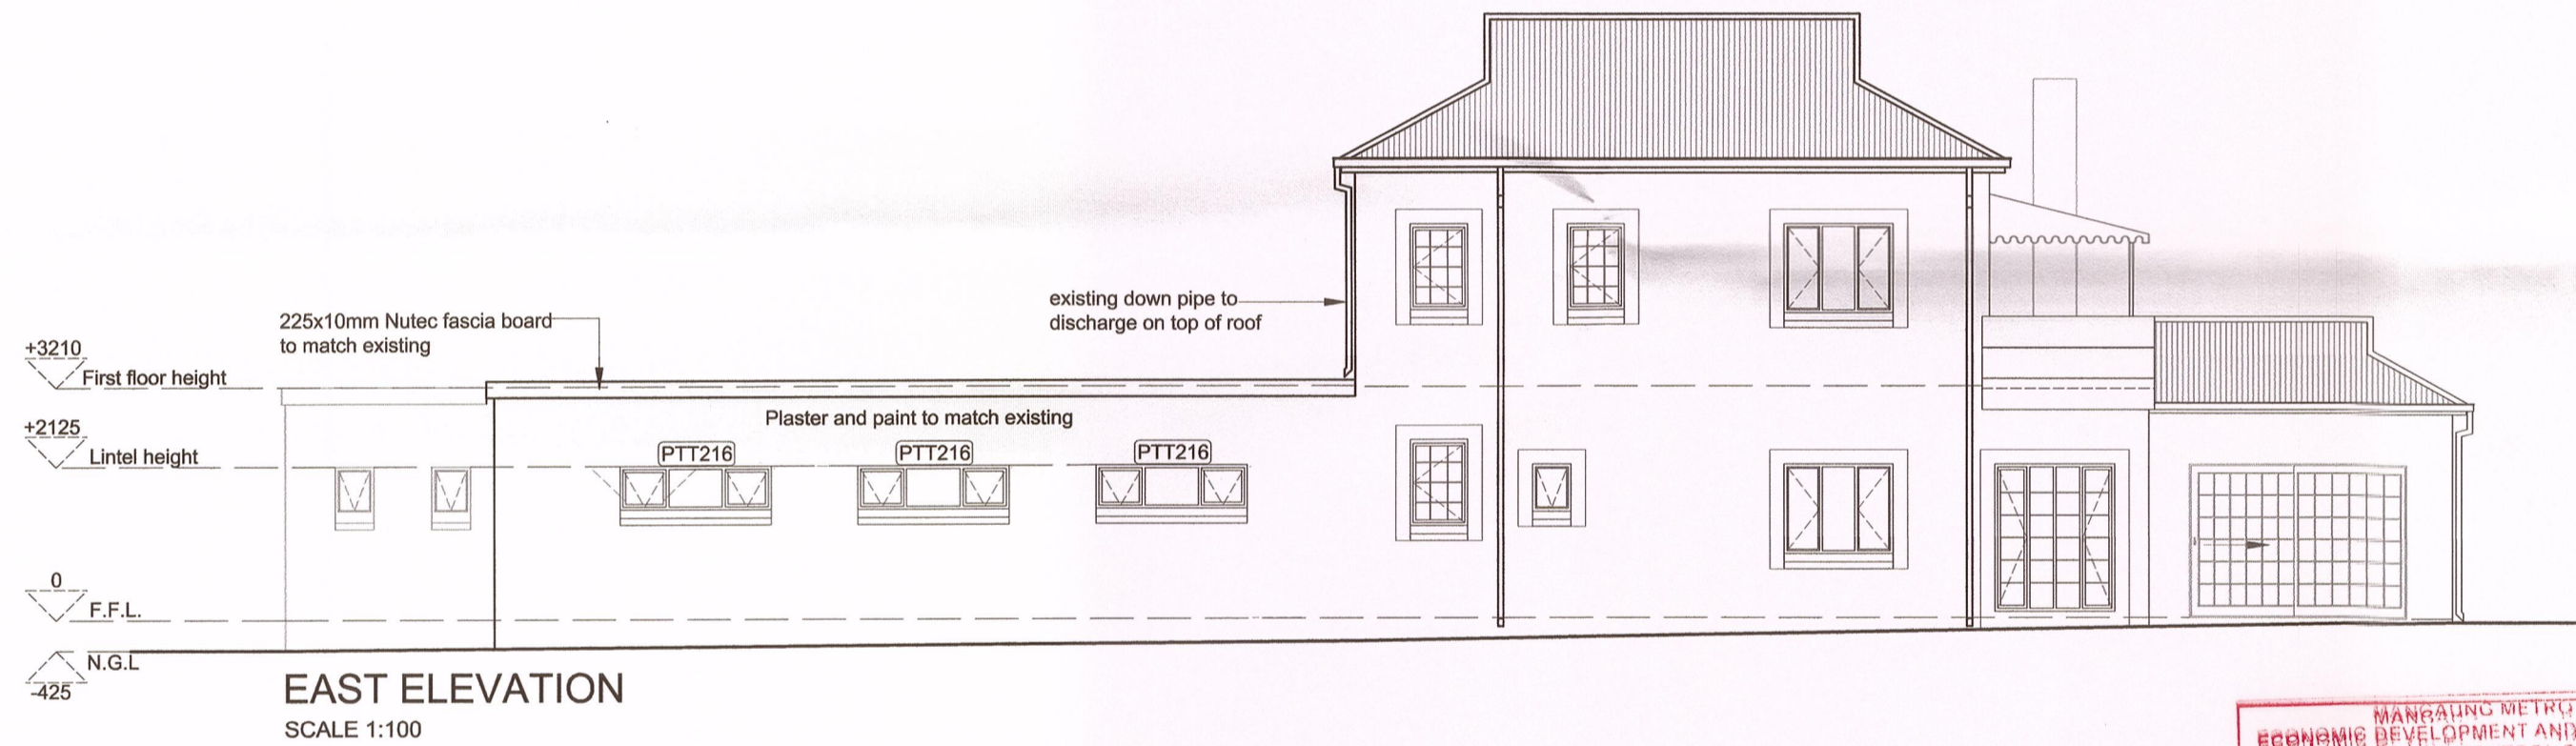 existing down pipe to
discharge on top of roof
225x10mm Nutec fascia board
to match existing
+3210
First floor height
Plaster and paint to match existing
+2125
Lintel height
PTT216
PTT216
PTT216
0
F.F.L.
N.G.L
-425
EAST ELEVATION
SCALE 1:100
MANGAUNG METRO
ECONOMIC DEVELOPMENT AND